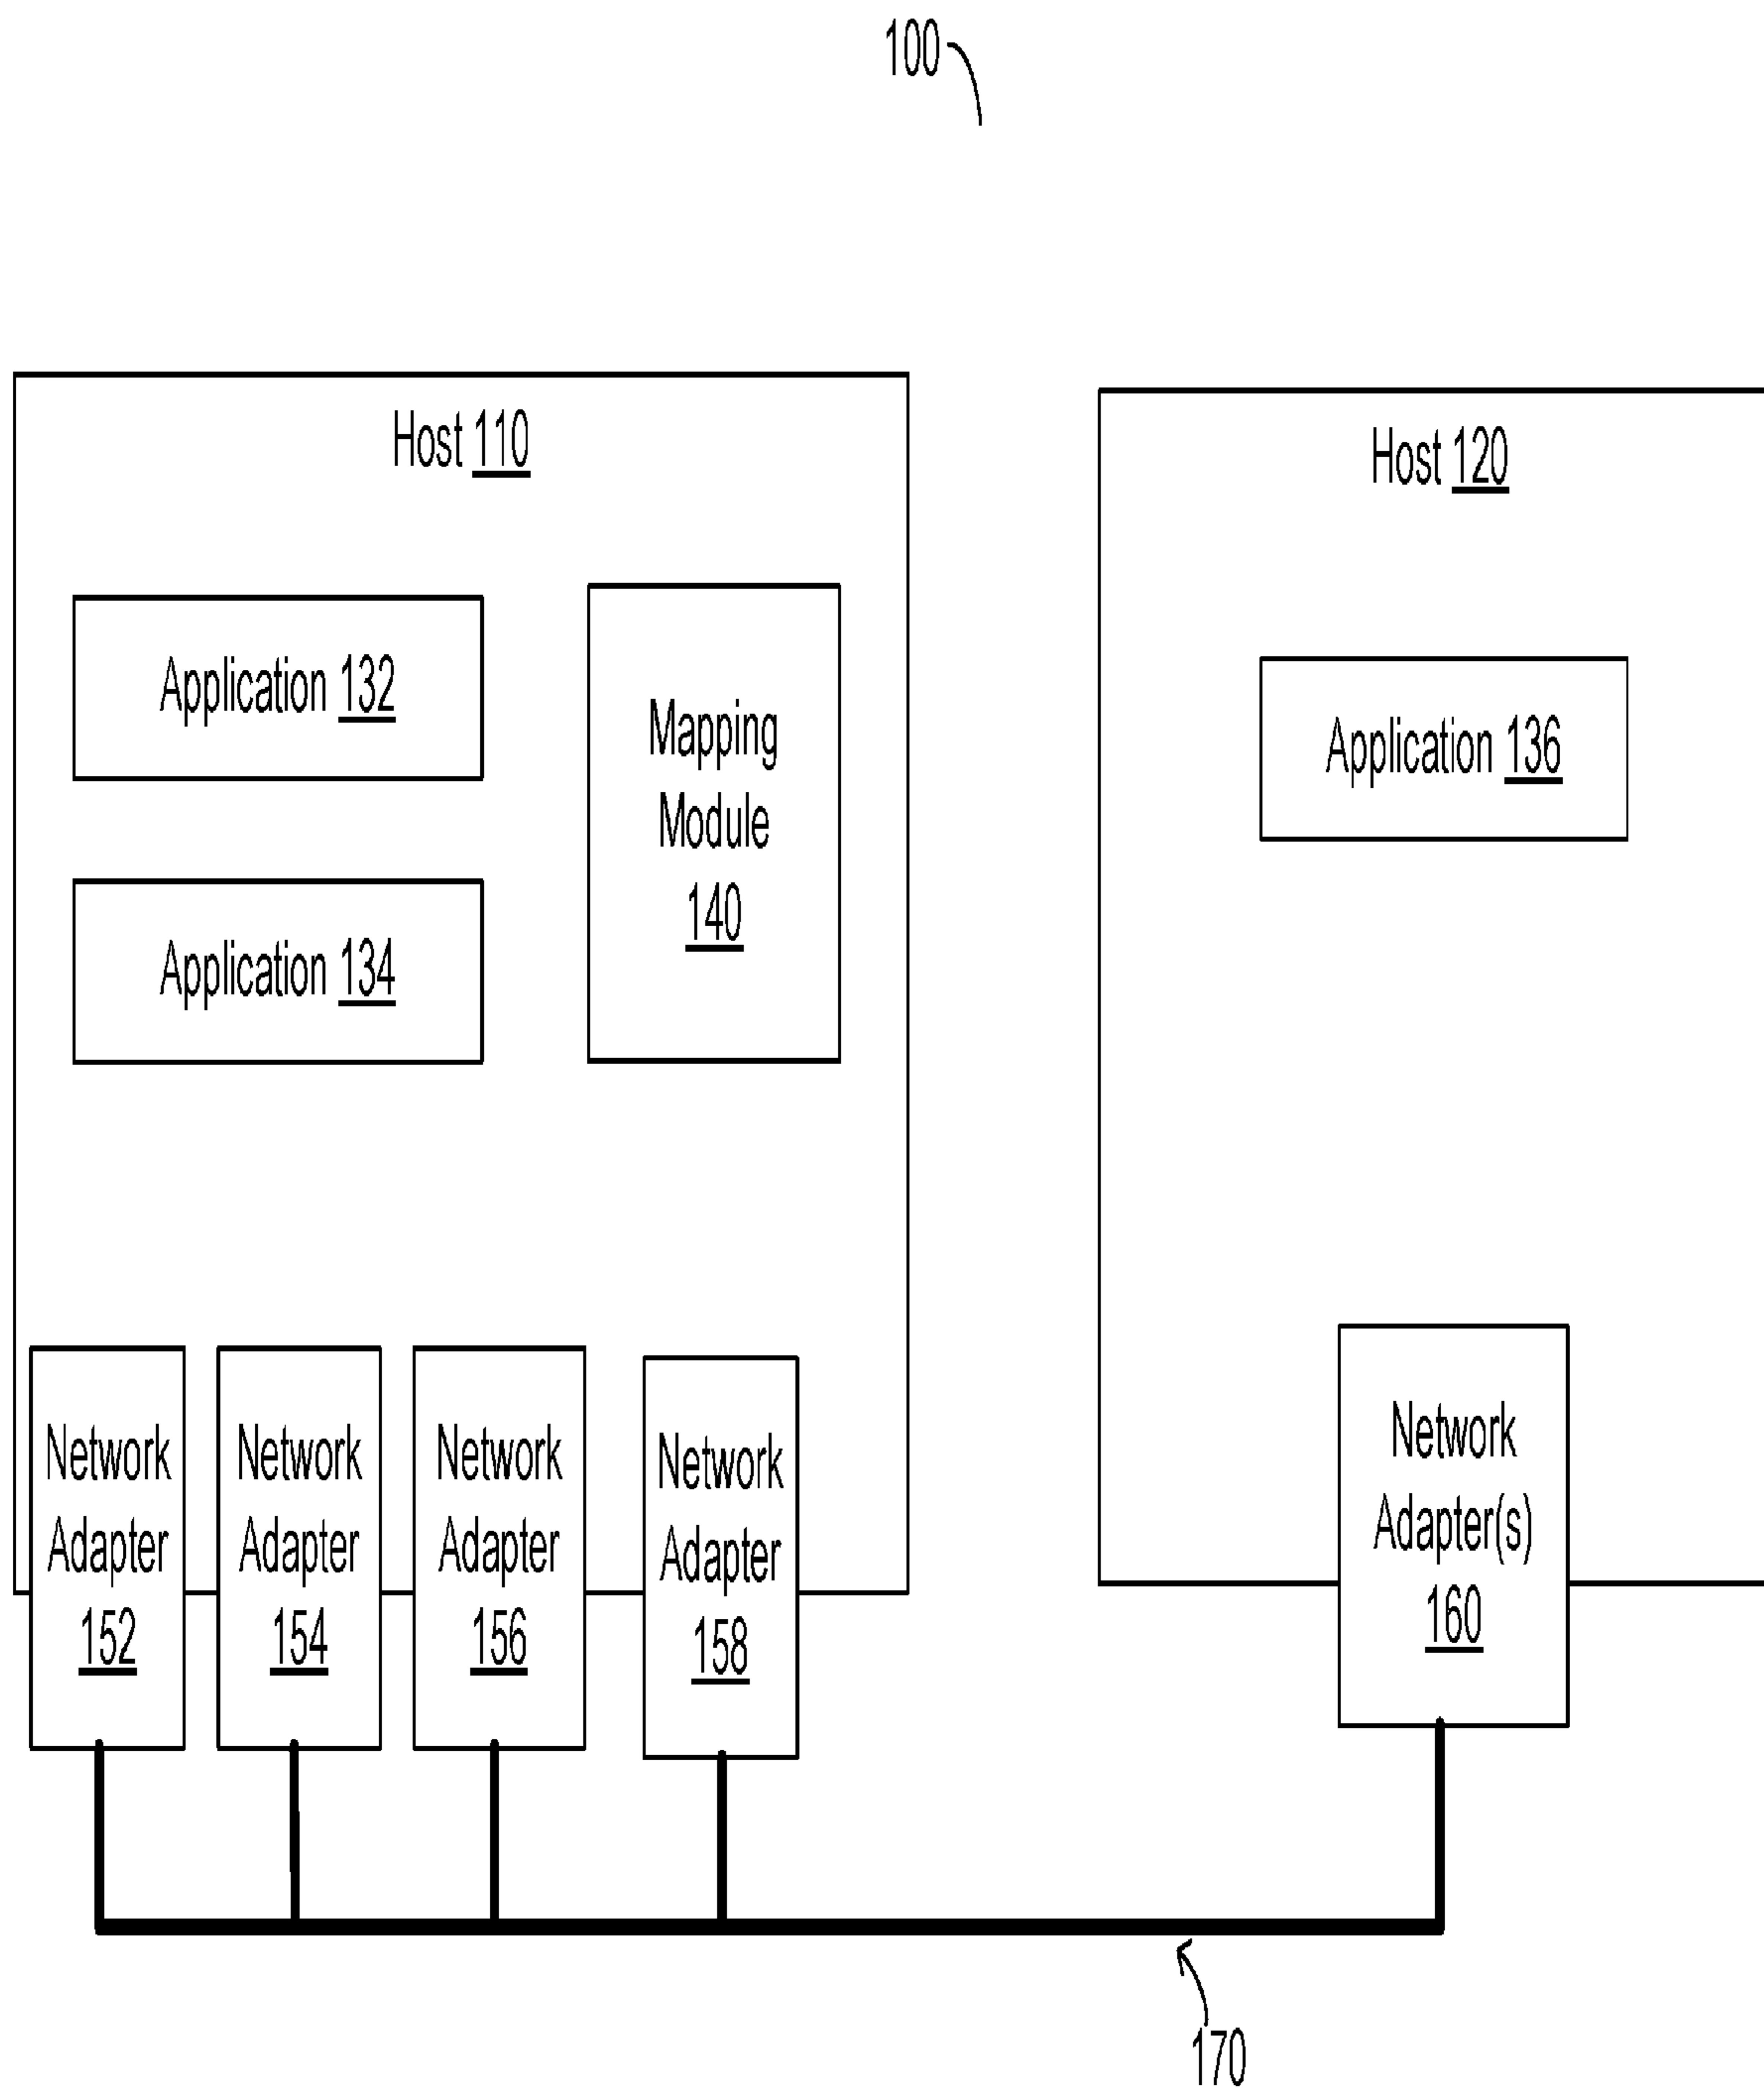 100
Host 110
Application 132
Application 134
Mapping
Module
140
Network
Adapter
152
Network
Adapter
154
Network
Adapter
156
Network
Adapter
158
Host 120
Application 136
Network
Adapter(s)
160
170